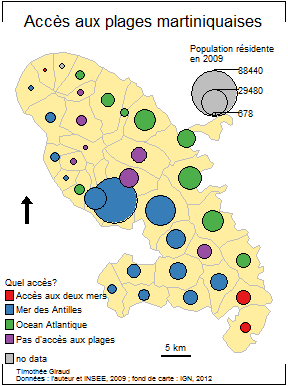 Accès aux plages martiniquaises
Population résidente
en 2009
88440
29480
678
Quel accès?
Accès aux deux mers
Mer des Antilles
Ocean Atlantique
Pas d'accès aux plages
no data
5 km
Timothée Giraud
Données : l'auteur et INSEE, 2009 ; fond de carte : IGN, 2012